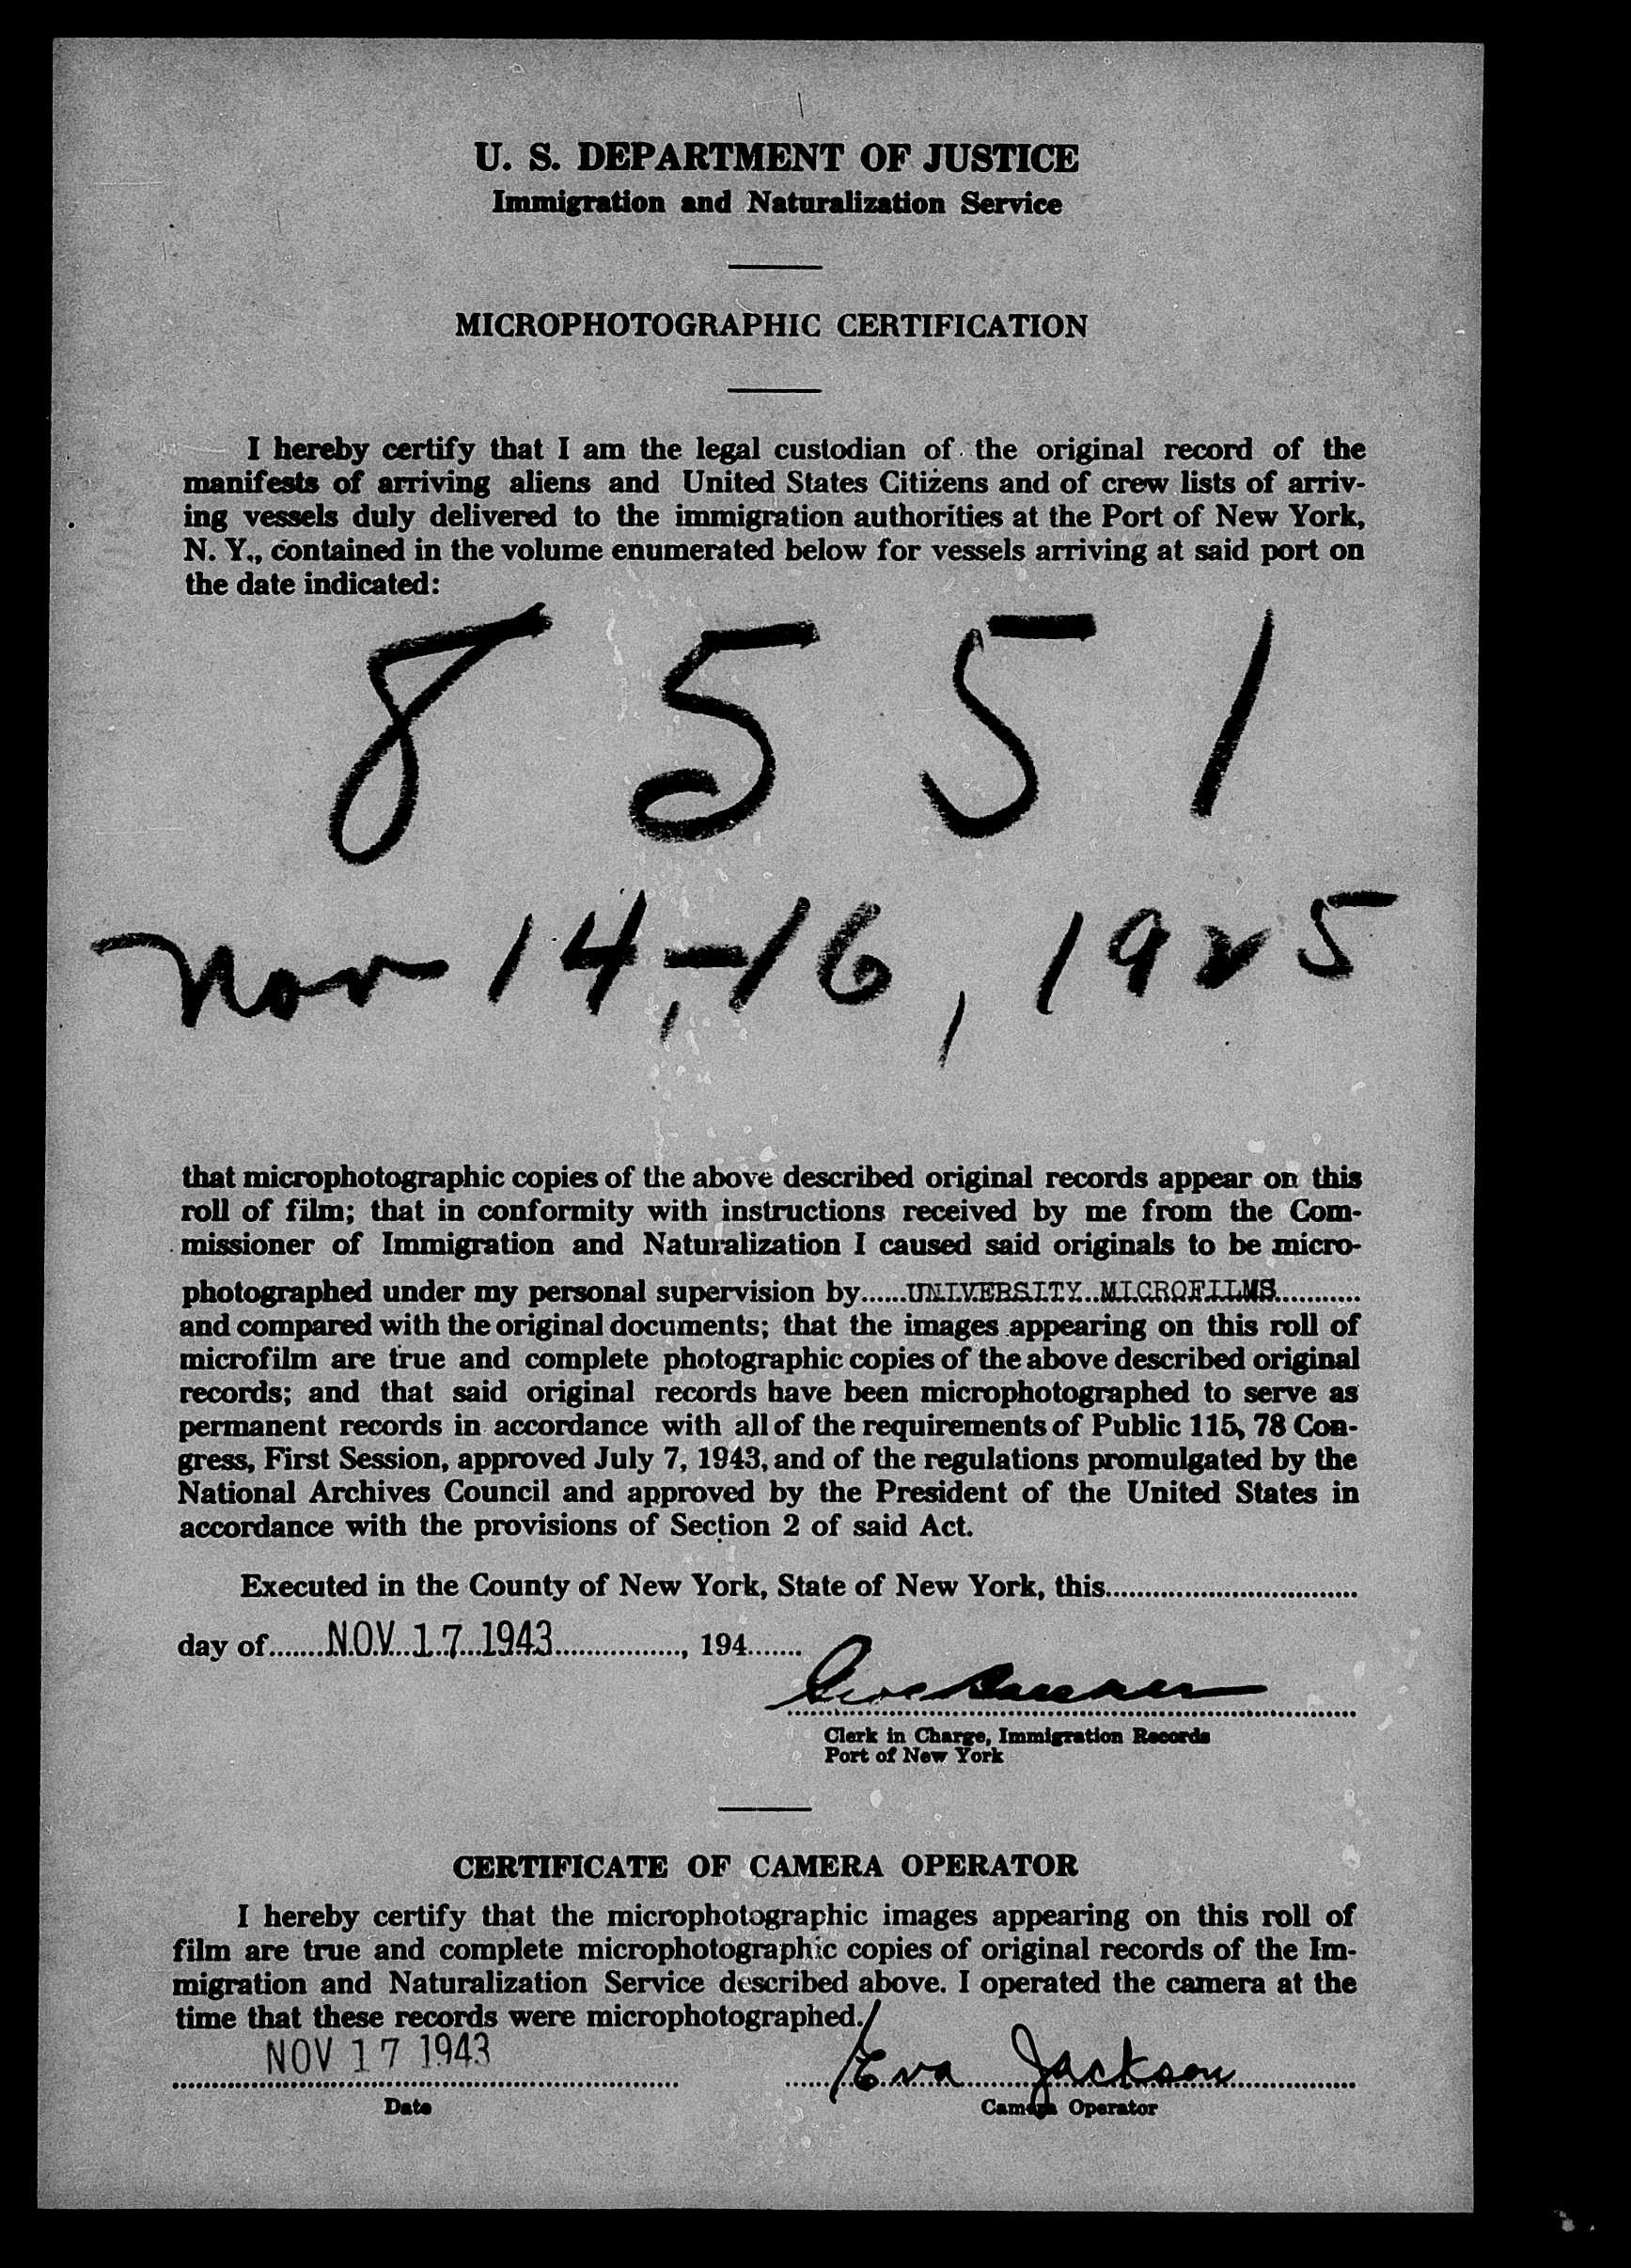 U. S. DEPARTMENT OF JUSTICE
Immigration and Naturalization Service
MICROPHOTOGRAPHIC CERTIFICATION
I hereby certify that I am the legal custodian of the original record of the
manifests of arriving aliens and United States Citizens and of crew lists of arriv-
ing vessels duly delivered to the immigration authorities at the Port of New York,
N. Y., contained in the volume enumerated below for vessels arriving at said port on
the date indicated:
8 5 5 1
Nov 14,-16, 1925
that microphotographic copies of the above described original records appear on this
roll of film; that in conformity with instructions received by me from the Com-
missioner of Immigration and Naturalization I caused said originals to be micro-
photographed under my personal supervision by......UNIVERSITY MICROFILMS...........
and compared with the original documents; that the images appearing on this roll of
microfilm are true and complete photographic copies of the above described original
records; and that said original records have been microphotographed to serve as
permanent records in accordance with all of the requirements of Public 115, 78 Con-
gress, First Session, approved July 7, 1943, and of the regulations promulgated by the
National Archives Council and approved by the President of the United States in
accordance with the provisions of Section 2 of said Act.
Executed in the County of New York, State of New York, this................................
day of.......NOV 17 1943................, 194.......
Clerk in Charge, Immigration Records
Port of New York
CERTIFICATE OF CAMERA OPERATOR
I hereby certify that the microphotographic images appearing on this roll of
film are true and complete microphotographic copies of original records of the Im-
migration and Naturalization Service described above. I operated the camera at the
time that these records were microphotographed.
NOV 17 1943 Eva Jackson
Date Camera Operator